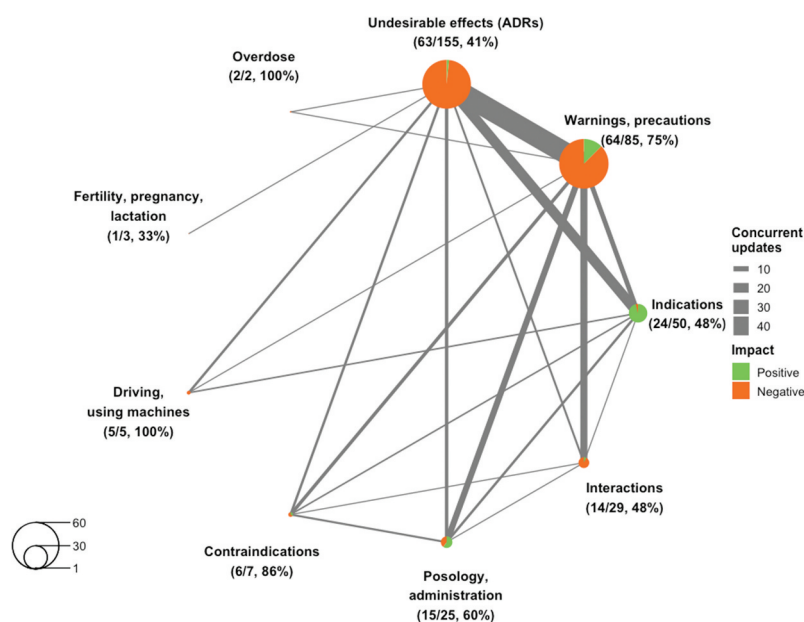 Undesirable effects (ADRs)
(63/155, 41%)
Overdose
(2/2, 100%)
Warnings, precautions
(64/85, 75%)
Fertility, pregnancy,
lactation
(1/3, 33%)
Concurrent
updates
10
20
30
40
Indications
(24/50, 48%)
Impact
Positive
Negative
Driving,
using machines
(5/5, 100%)
Interactions
(14/29, 48%)
Contraindications
(6/7, 86%)
Posology,
administration
(15/25, 60%)
60
30
1